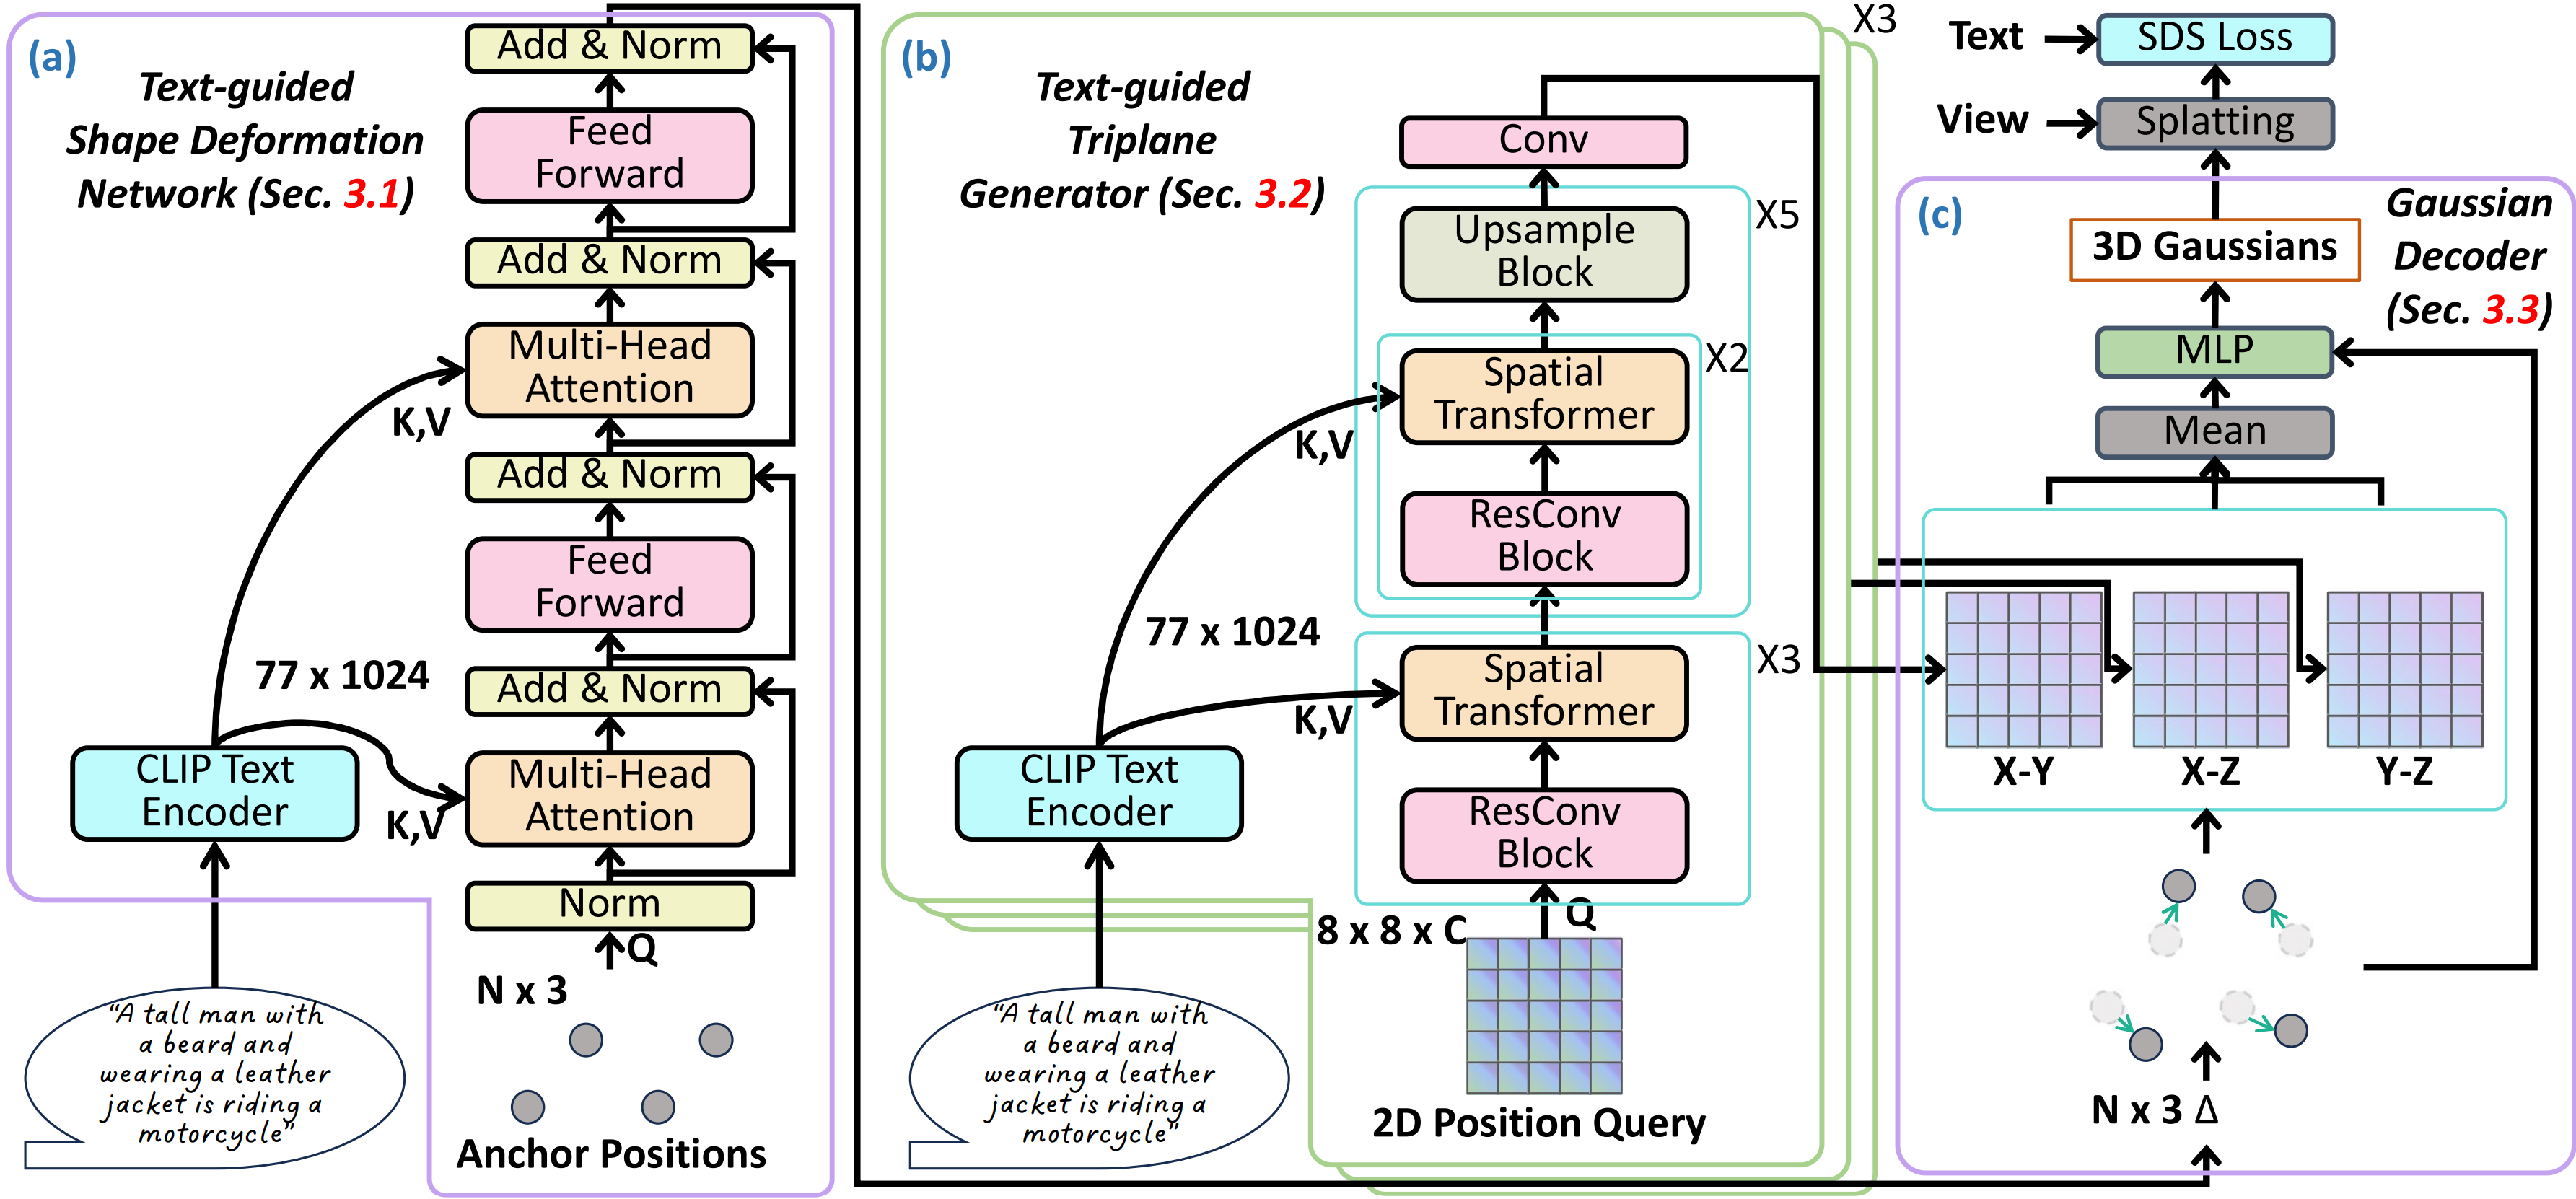 (a)
Text-guided
Shape Deformation
Network (Sec. 3.1)
Add & Norm
Feed
Forward
Add & Norm
Multi-Head
Attention
K,V
Add & Norm
Feed
Forward
77 x 1024
Add & Norm
CLIP Text
Encoder
Multi-Head
Attention
K,V
Norm
Q
N x 3
"A tall man with
a beard and
wearing a leather
jacket is riding a
motorcycle"
Anchor Positions
(b)
X3
Text-guided
Triplane
Generator (Sec. 3.2)
Conv
X5
Upsample
Block
X2
Spatial
Transformer
K,V
ResConv
Block
77 x 1024
X3
Spatial
Transformer
K,V
CLIP Text
Encoder
ResConv
Block
Q
8 x 8 x C
"A tall man with
a beard and
wearing a leather
jacket is riding a
motorcycle"
2D Position Query
Text
SDS Loss
View
Splatting
(c)
Gaussian
Decoder
(Sec. 3.3)
3D Gaussians
MLP
Mean
X-Y
X-Z
Y-Z
N x 3 Δ